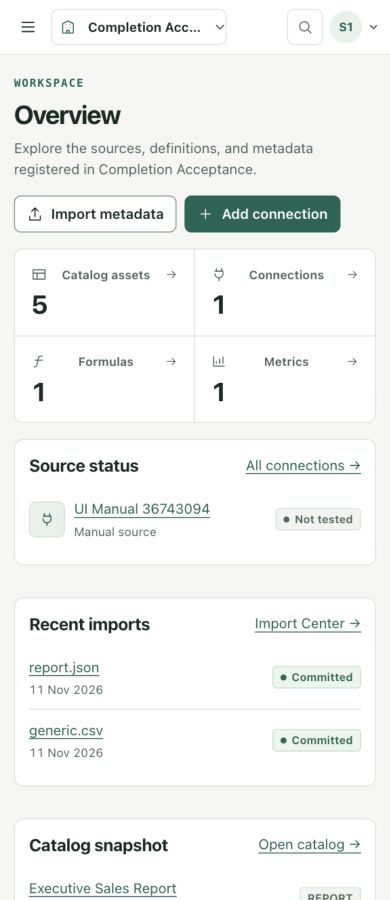 Completion Acc...
S1
WORKSPACE
Overview
Explore the sources, definitions, and metadata
registered in Completion Acceptance.
Import metadata
Add connection
Catalog assets →
5
Connections →
1
Formulas →
1
Metrics →
1
Source status
All connections →
UI Manual 36743094
Manual source
Not tested
Recent imports
Import Center →
report.json
11 Nov 2026
Committed
generic.csv
11 Nov 2026
Committed
Catalog snapshot
Open catalog →
Executive Sales Report
REPORT